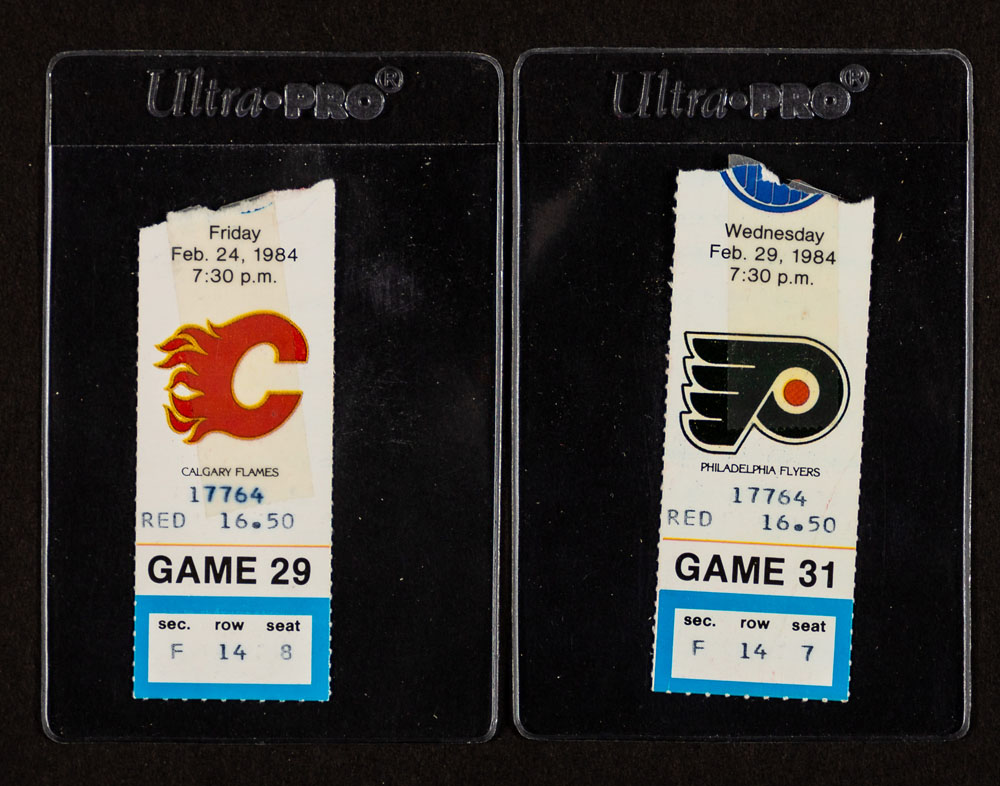 Ultra•PRO®
Friday
Feb. 24, 1984
7:30 p.m.
CALGARY FLAMES
17764
RED 16.50
GAME 29
sec. row seat
F 14 8
Ultra•PRO®
Wednesday
Feb. 29, 1984
7:30 p.m.
PHILADELPHIA FLYERS
17764
RED 16.50
GAME 31
sec. row seat
F 14 7